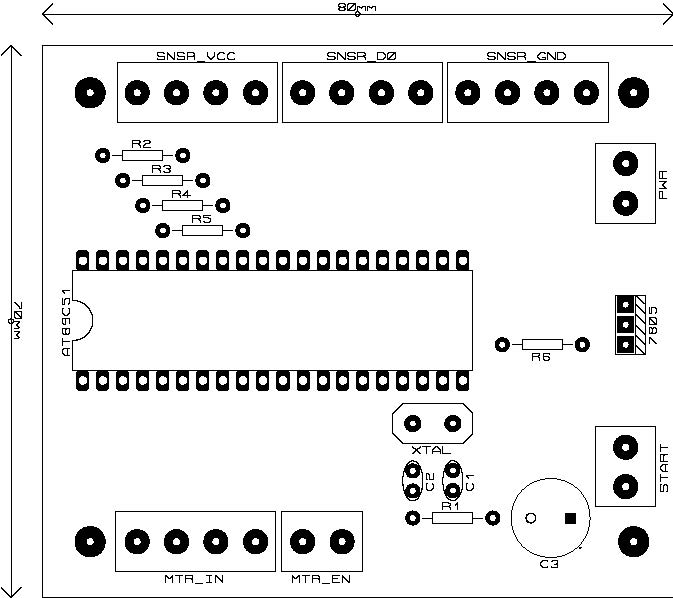 80mm
SNSR_VCC
SNSR_D0
SNSR_GND
R2
R3
R4
R5
PWR
70mm
AT89C51
7805
R6
XTAL
C2
C1
START
R1
C3
MTR_IN
MTR_EN